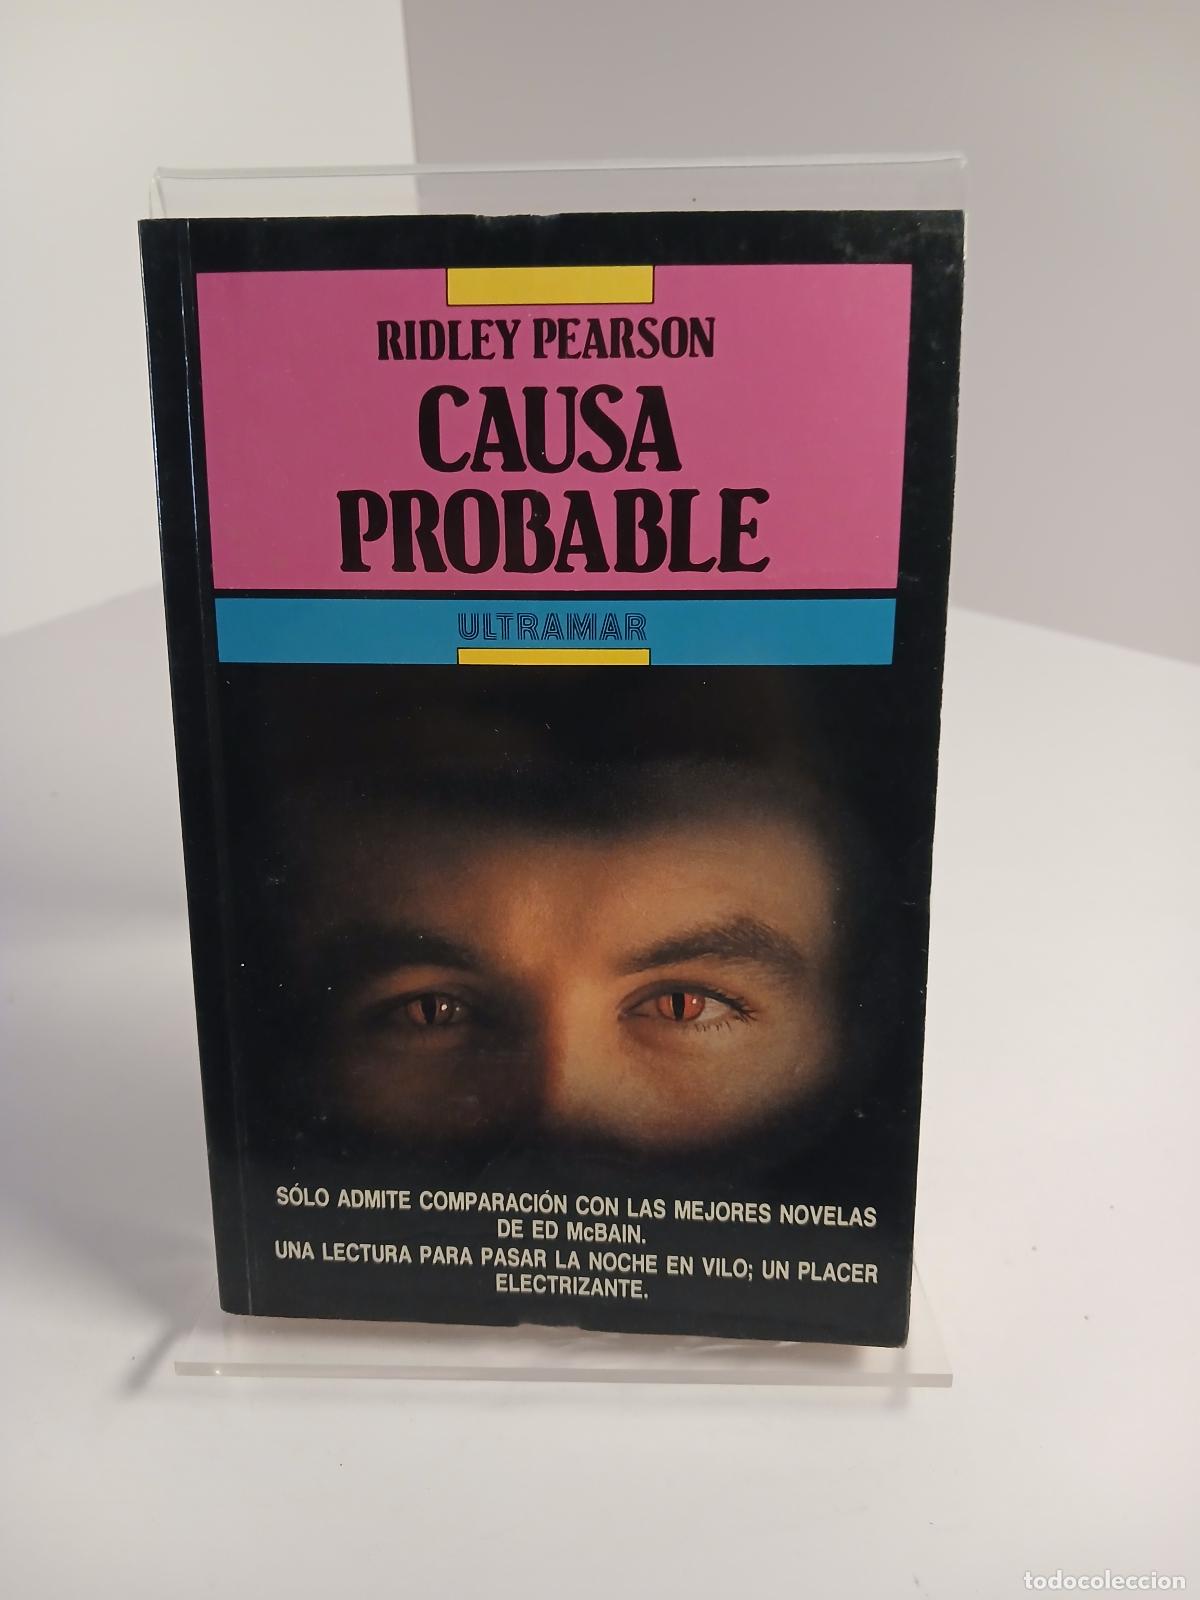 RIDLEY PEARSON
CAUSA
PROBABLE
ULTRAMAR
SÓLO ADMITE COMPARACIÓN CON LAS MEJORES NOVELAS
DE ED McBAIN.
UNA LECTURA PARA PASAR LA NOCHE EN VILO; UN PLACER
ELECTRIZANTE.
todocoleccion